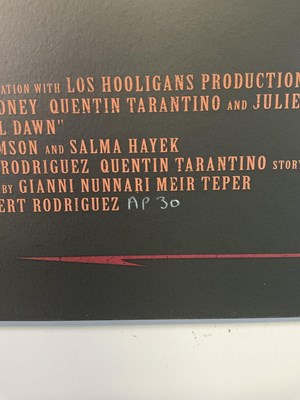 ATION WITH LOS HOOLIGANS PRODUCTION
ONEY QUENTIN TARANTINO AND JULIE
L DAWN"
MSON AND SALMA HAYEK
RODRIGUEZ QUENTIN TARANTINO STOR
BY GIANNI NUNNARI MEIR TEPER
ERT RODRIGUEZ AP 30